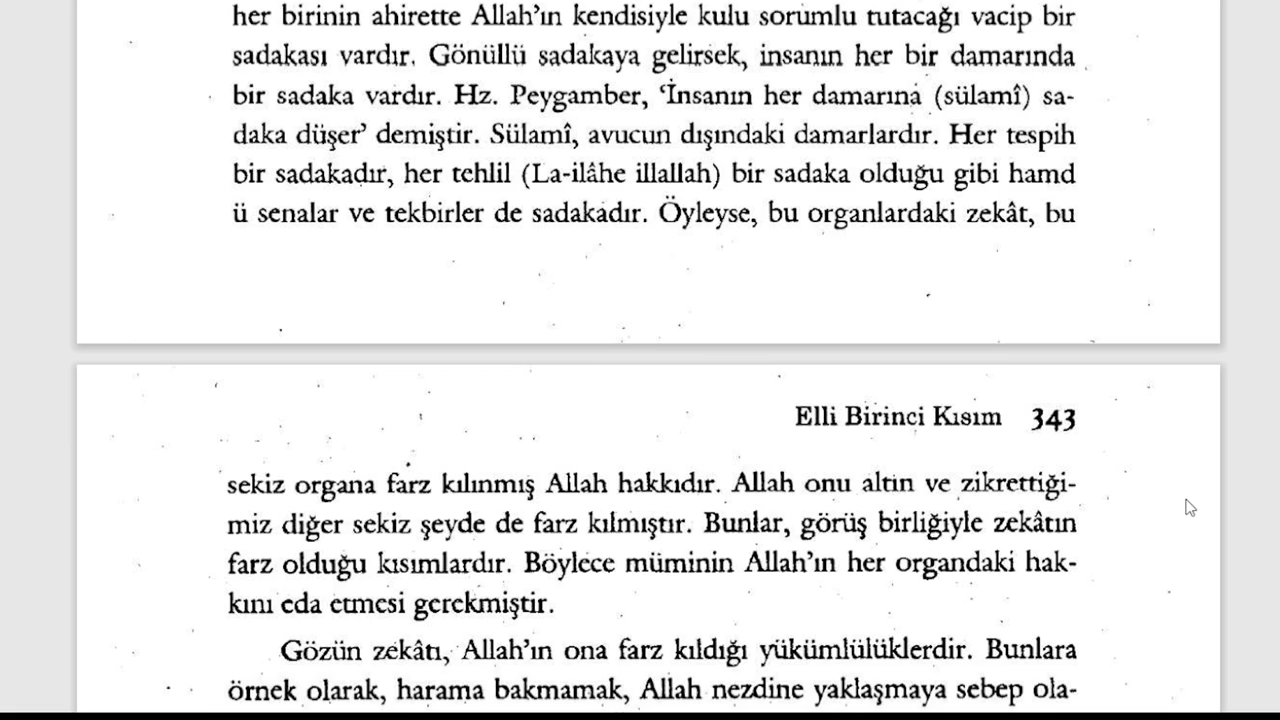 her birinin ahirette Allah'ın kendisiyle kulu sorumlu tutacağı vacip bir
sadakası vardır. Gönüllü sadakaya gelirsek, insanın her bir damarında
bir sadaka vardır. Hz. Peygamber, 'İnsanın her damarına (sülamî) sa-
daka düşer' demiştir. Sülamî, avucun dışındaki damarlardır. Her tespih
bir sadakadır, her tehlil (La-ilâhe illallah) bir sadaka olduğu gibi hamd
ü senalar ve tekbirler de sadakadır. Öyleyse, bu organlardaki zekât, bu
Elli Birinci Kısım 343
sekiz organa farz kılınmış Allah hakkıdır. Allah onu altın ve zikrettiği-
miz diğer sekiz şeyde de farz kılmıştır. Bunlar, görüş birliğiyle zekâtın
farz olduğu kısımlardır. Böylece müminin Allah'ın her organdaki hak-
kını eda etmesi gerekmiştir.
Gözün zekâtı, Allah'ın ona farz kıldığı yükümlülüklerdir. Bunlara
örnek olarak, harama bakmamak, Allah nezdine yaklaşmaya sebep ola-